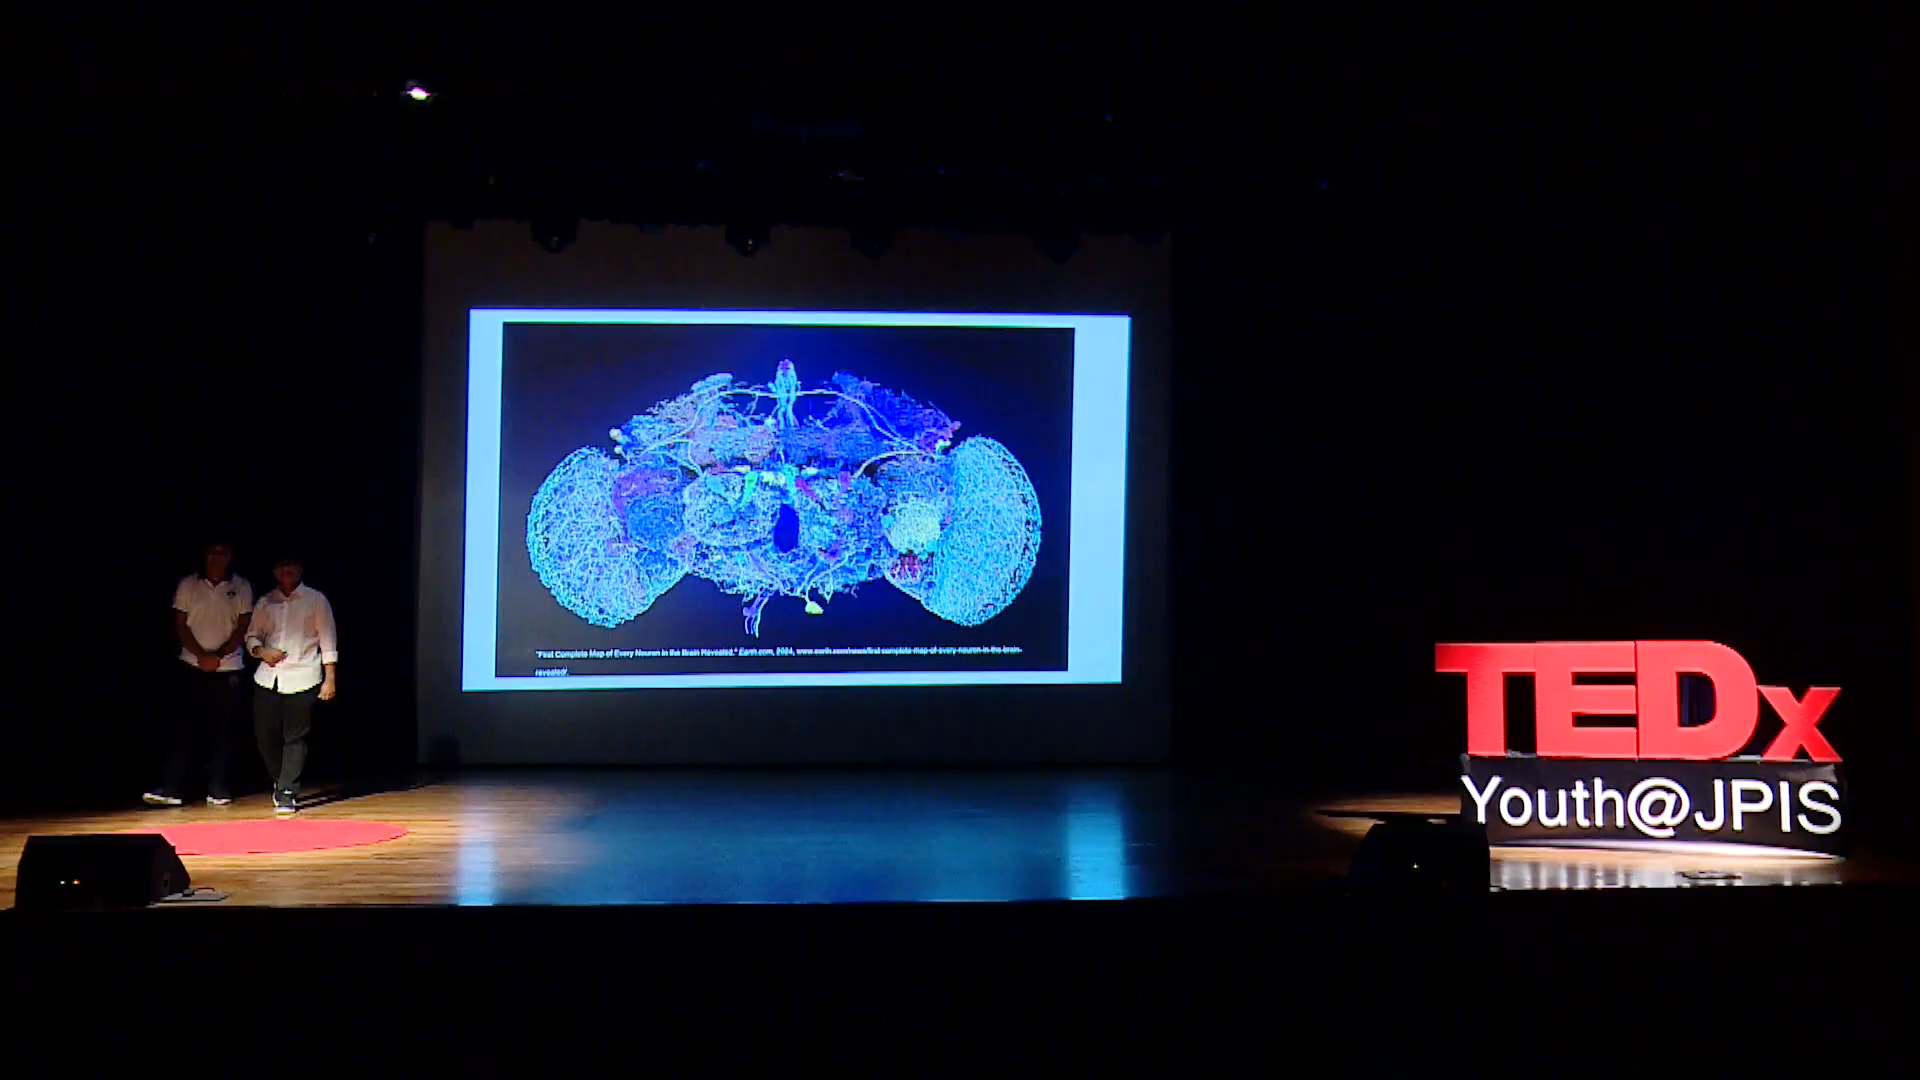 "First Complete Map of Every Neuron in the Brain Revealed." Earth.com, 2024, www.earth.com/news/first-complete-map-of-every-neuron-in-the-brain-
revealed/.
TEDx
Youth@JPIS